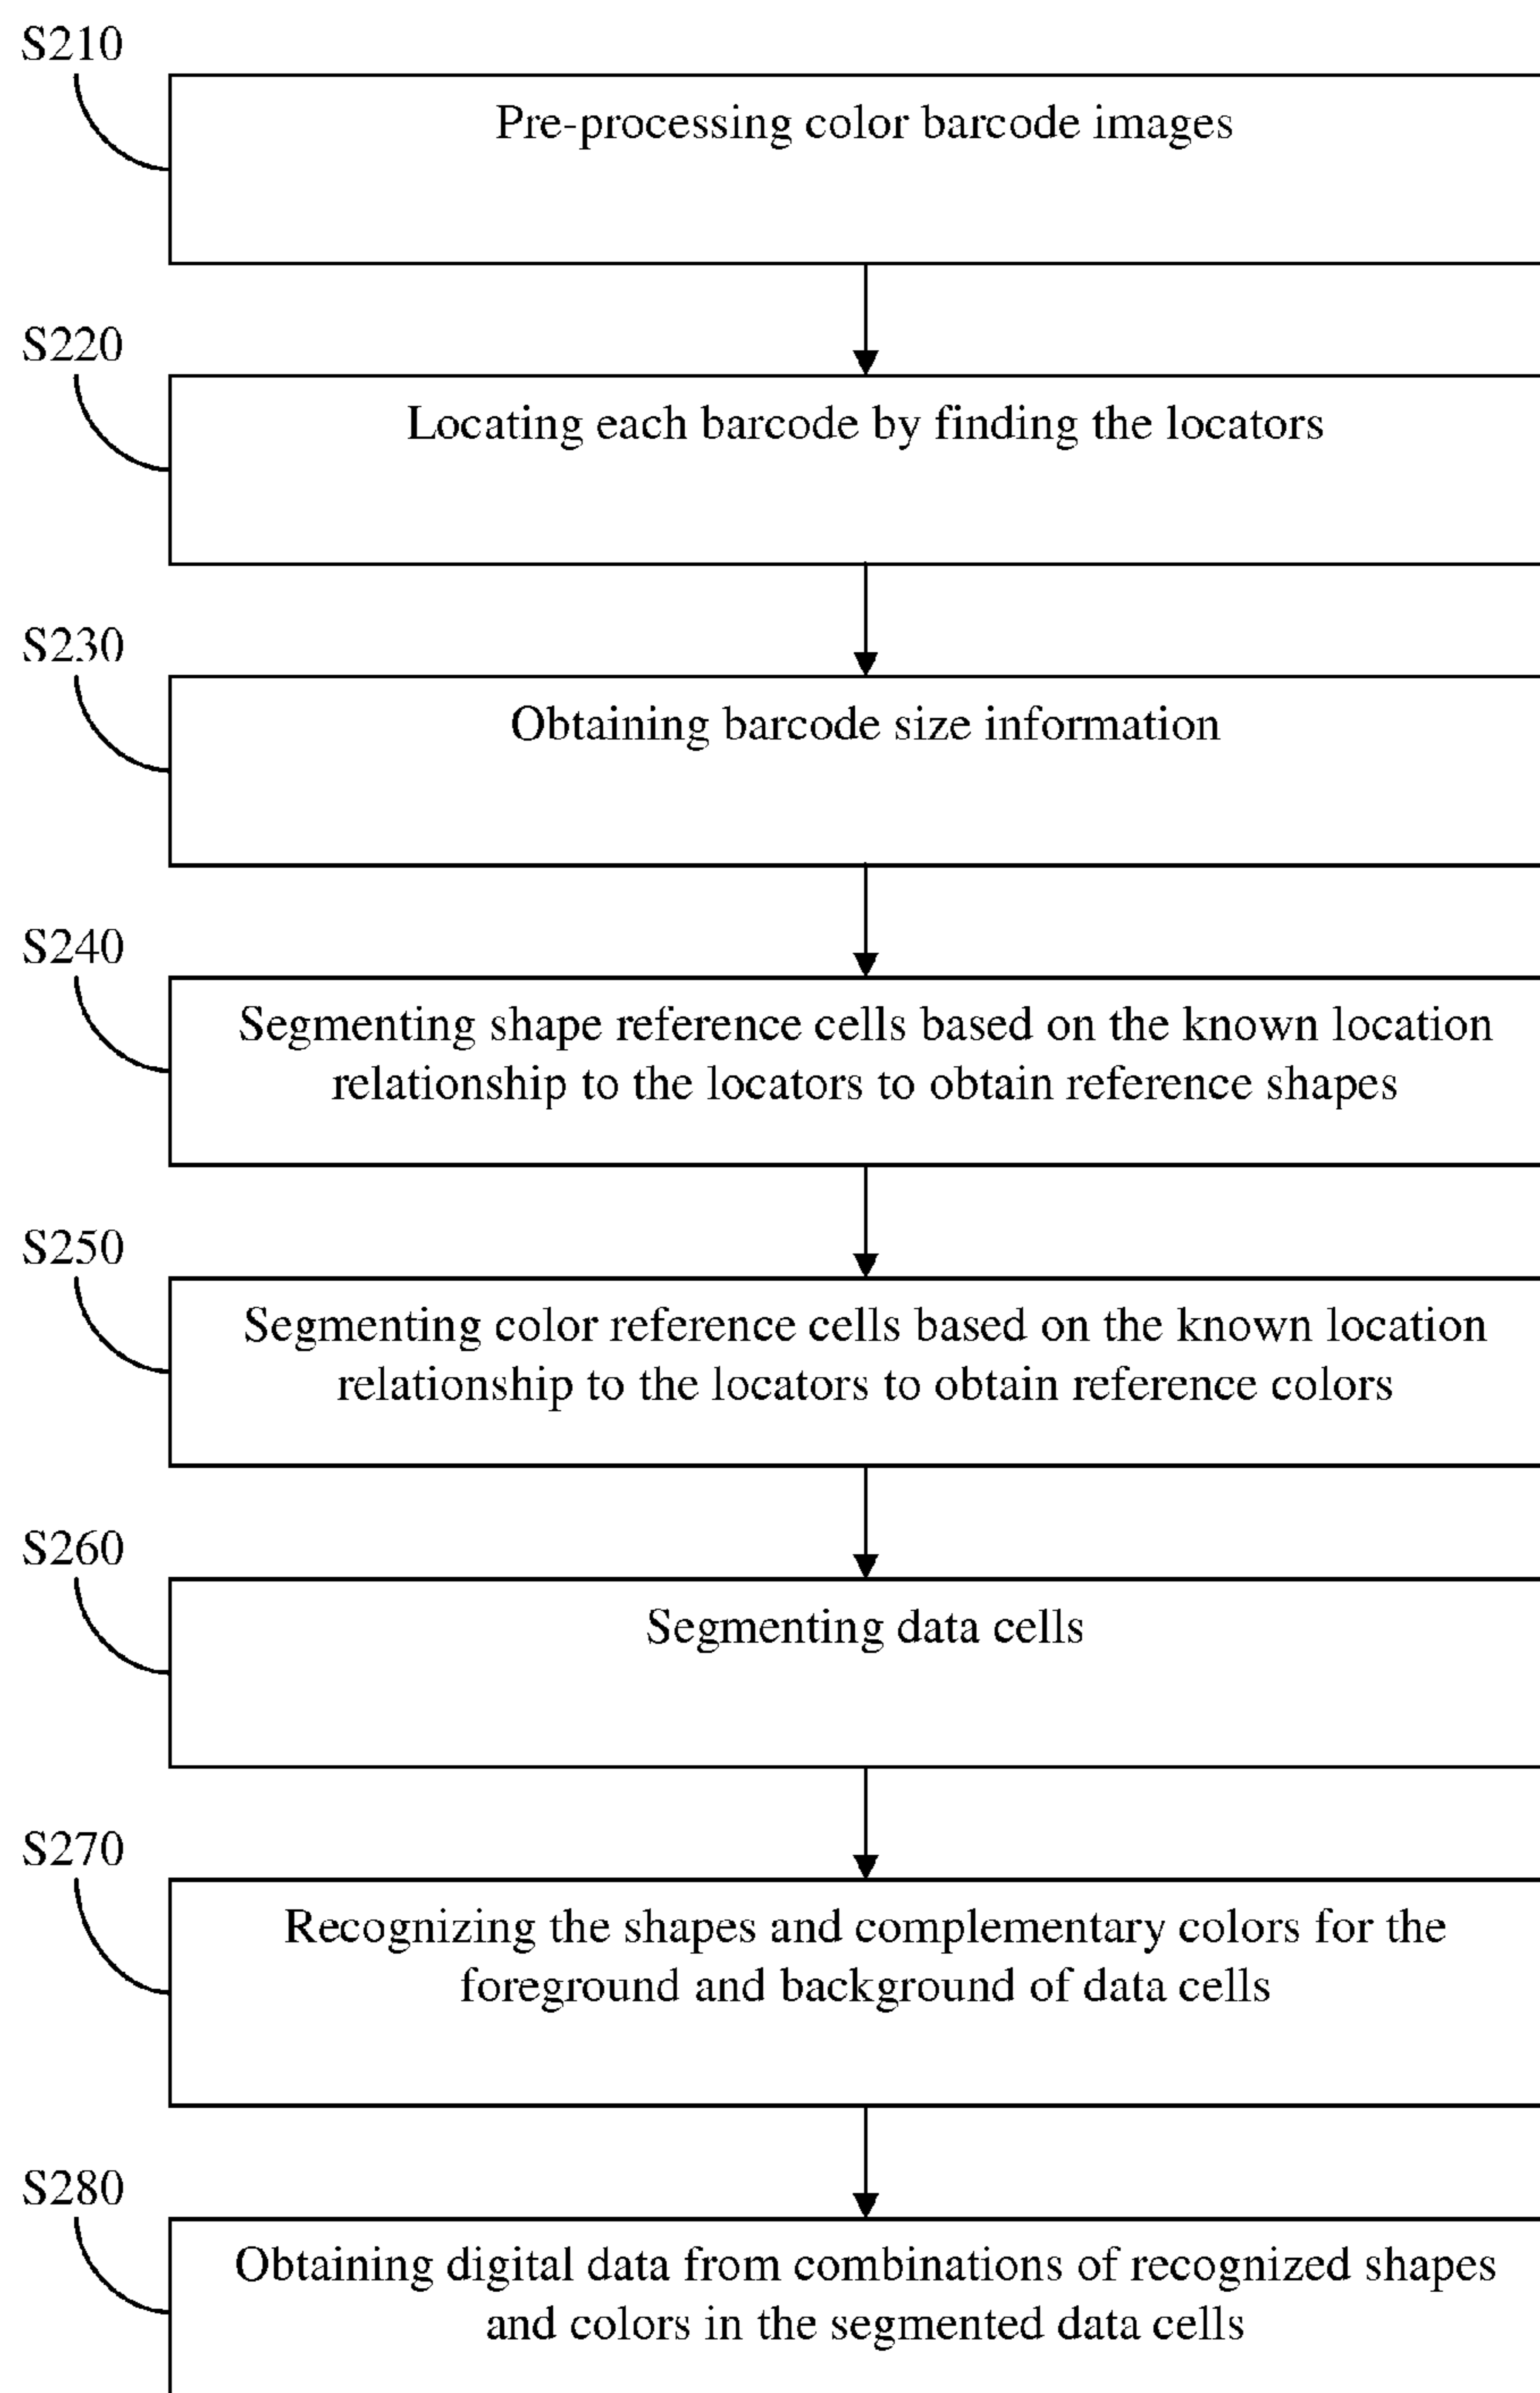 S210
Pre-processing color barcode images
S220
Locating each barcode by finding the locators
S230
Obtaining barcode size information
S240
Segmenting shape reference cells based on the known location
relationship to the locators to obtain reference shapes
S250
Segmenting color reference cells based on the known location
relationship to the locators to obtain reference colors
S260
Segmenting data cells
S270
Recognizing the shapes and complementary colors for the
foreground and background of data cells
S280
Obtaining digital data from combinations of recognized shapes
and colors in the segmented data cells